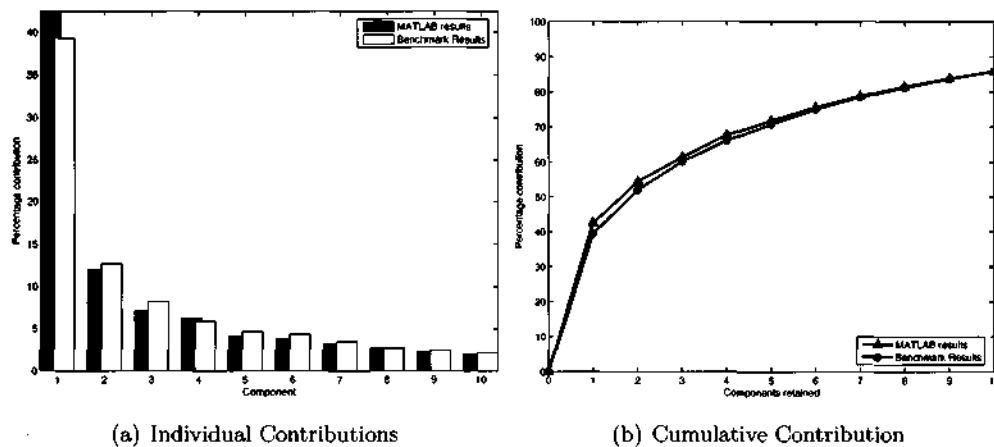 MATLAB results
Benchmark Results
40
35
30
25
20
15
10
5
0
Percentage contribution
1 2 3 4 5 6 7 8 9 10
Component
(a) Individual Contributions
100
90
80
70
60
50
40
30
20
10
0
Percentage contribution
MATLAB results
Benchmark Results
0 1 2 3 4 5 6 7 8 9 1
Components retained
(b) Cumulative Contribution